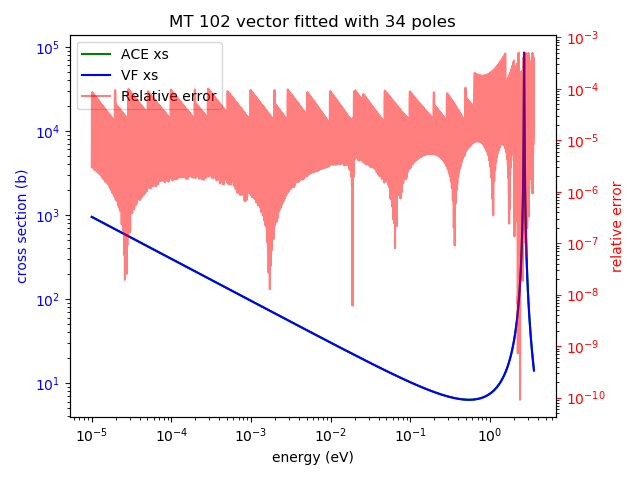 MT 102 vector fitted with 34 poles
ACE xs
VF xs
Relative error
cross section (b)
10^5
10^4
10^3
10^2
10^1
relative error
10^-3
10^-4
10^-5
10^-6
10^-7
10^-8
10^-9
10^-10
10^-5
10^-4
10^-3
10^-2
10^-1
10^0
energy (eV)